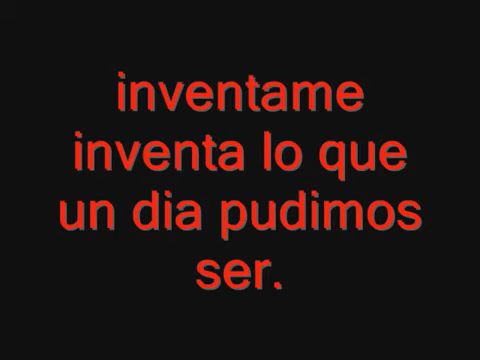 inventame
inventa lo que
un dia pudimos
ser.